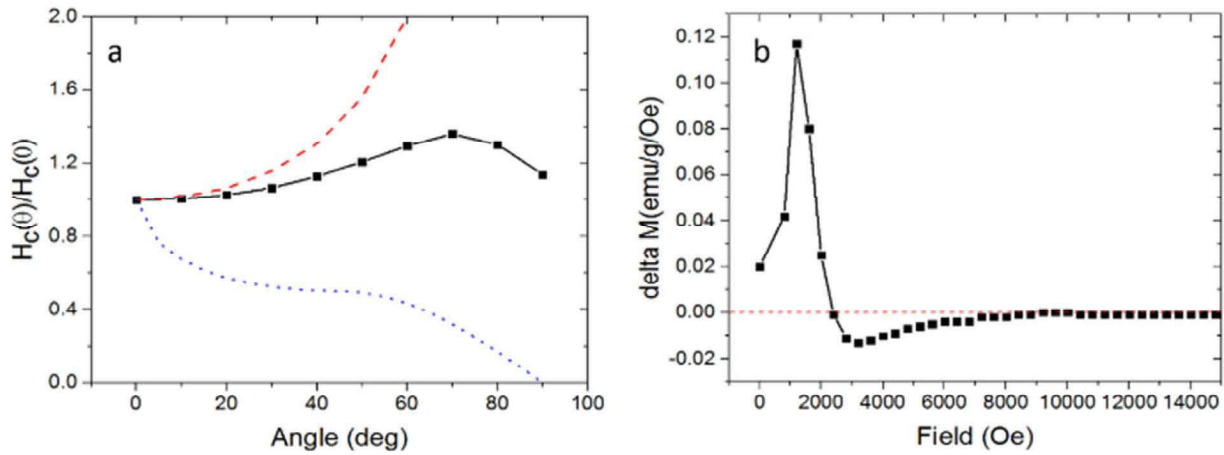 a
2.0
1.6
1.2
0.8
0.4
0.0
0 20 40 60 80 100
Angle (deg)
H_C(θ)/H_C(0)
b
0.12
0.10
0.08
0.06
0.04
0.02
0.00
-0.02
0 2000 4000 6000 8000 10000 12000 14000
Field (Oe)
delta M(emu/g/Oe)